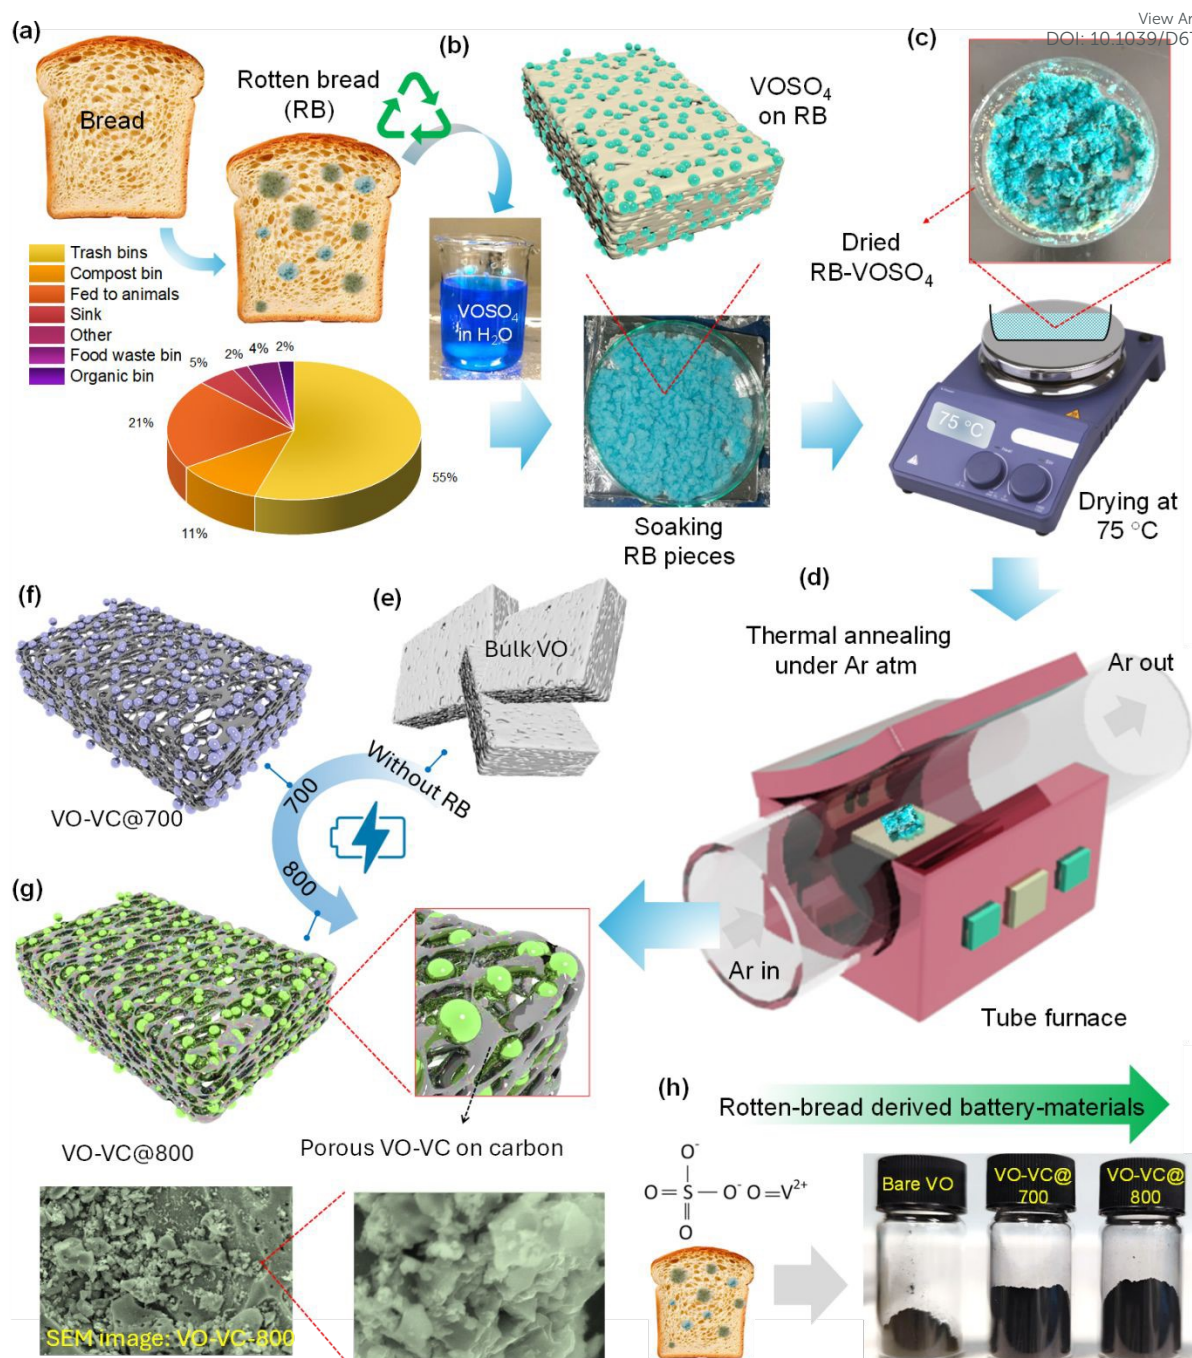 View Ar
DOI: 10.1039/D6T
(a)
Bread
Rotten bread
(RB)
Trash bins
Compost bin
Fed to animals
Sink
Other
Food waste bin
Organic bin
5%
2%
4%
2%
21%
55%
11%
(b)
VOSO₄
on RB
VOSO₄
in H₂O
Soaking
RB pieces
(c)
Dried
RB-VOSO₄
75 °C
Drying at
75 °C
(d)
Thermal annealing
under Ar atm
Ar out
Ar in
Tube furnace
(e)
Bulk VO
Without RB
700
800
(f)
VO-VC@700
(g)
VO-VC@800
Porous VO-VC on carbon
SEM image: VO-VC-800
(h)
Rotten-bread derived battery-materials
O⁻
O=S—O⁻ O=V²⁺
O
Bare VO
VO-VC@
700
VO-VC@
800